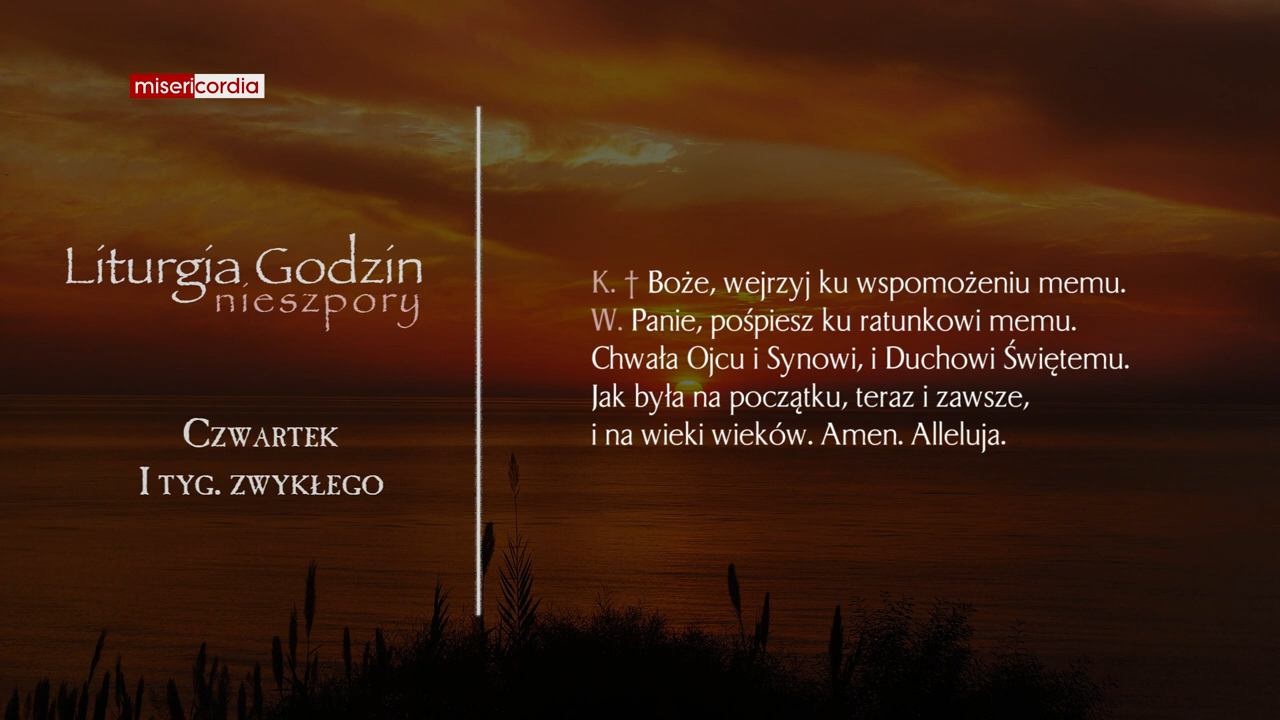 misericordia
Liturgia Godzin
nieszpory
Czwartek
I tyg. zwykłego
K. † Boże, wejrzyj ku wspomożeniu memu.
W. Panie, pośpiesz ku ratunkowi memu.
Chwała Ojcu i Synowi, i Duchowi Świętemu.
Jak była na początku, teraz i zawsze,
i na wieki wieków. Amen. Alleluja.